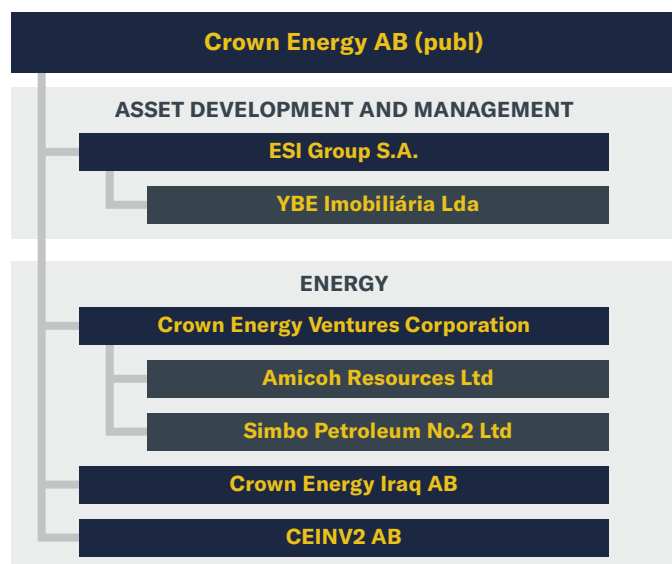 Crown Energy AB (publ)
ASSET DEVELOPMENT AND MANAGEMENT
ESI Group S.A.
YBE Imobiliária Lda
ENERGY
Crown Energy Ventures Corporation
Amicoh Resources Ltd
Simbo Petroleum No.2 Ltd
Crown Energy Iraq AB
CEINV2 AB